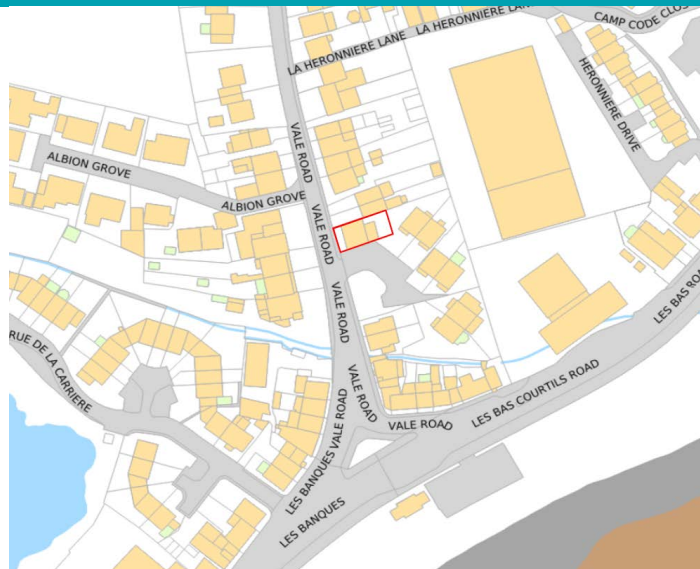 CAMP CODE CLOS
LA HERONNIERE LANE
LA HERONNIERE LAN
HERONNIERE DRIVE
VALE ROAD
ALBION GROVE
ALBION GROVE
VALE ROAD
VALE ROAD
LES BAS RO
RUE DE LA CARRIERE
VALE ROAD
LES BAS COURTILS ROAD
VALE ROAD
VALE ROAD
LES BANQUES
LES BANQUES